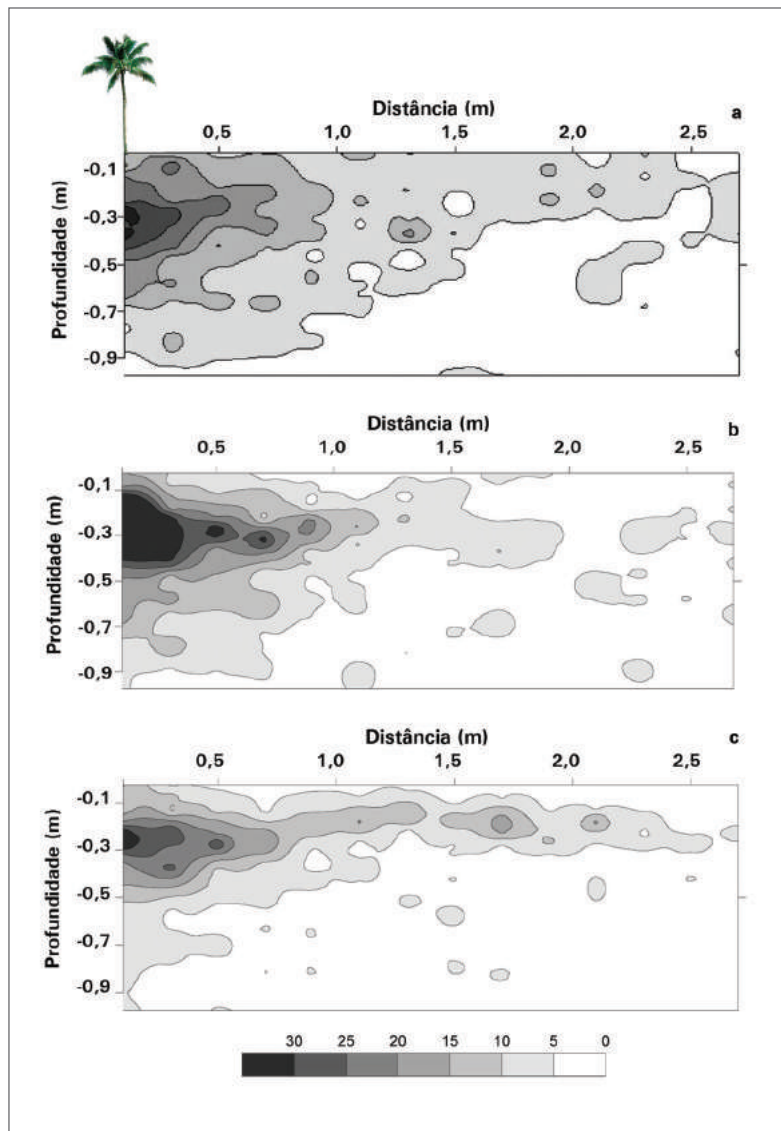 Distância (m)
a
0,5 1,0 1,5 2,0 2,5
Profundidade (m)
-0.1
-0.3
-0.5
-0.7
-0.9
Distância (m)
b
0,5 1,0 1,5 2,0 2,5
Profundidade (m)
-0.1
-0.3
-0.5
-0.7
-0.9
Distância (m)
c
0,5 1,0 1,5 2,0 2,5
Profundidade (m)
-0.1
-0.3
-0.5
-0.7
-0.9
30 25 20 15 10 5 0